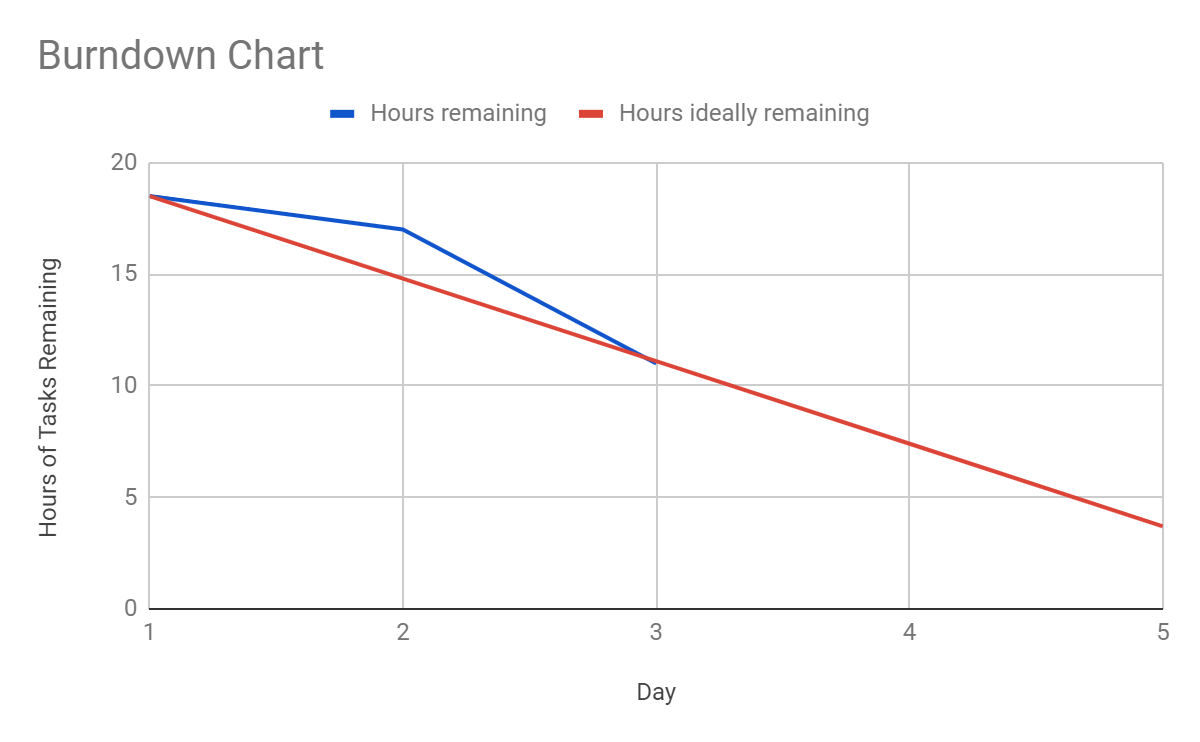 Burndown Chart
Hours remaining
Hours ideally remaining
Hours of Tasks Remaining
20
15
10
5
0
1
2
3
4
5
Day